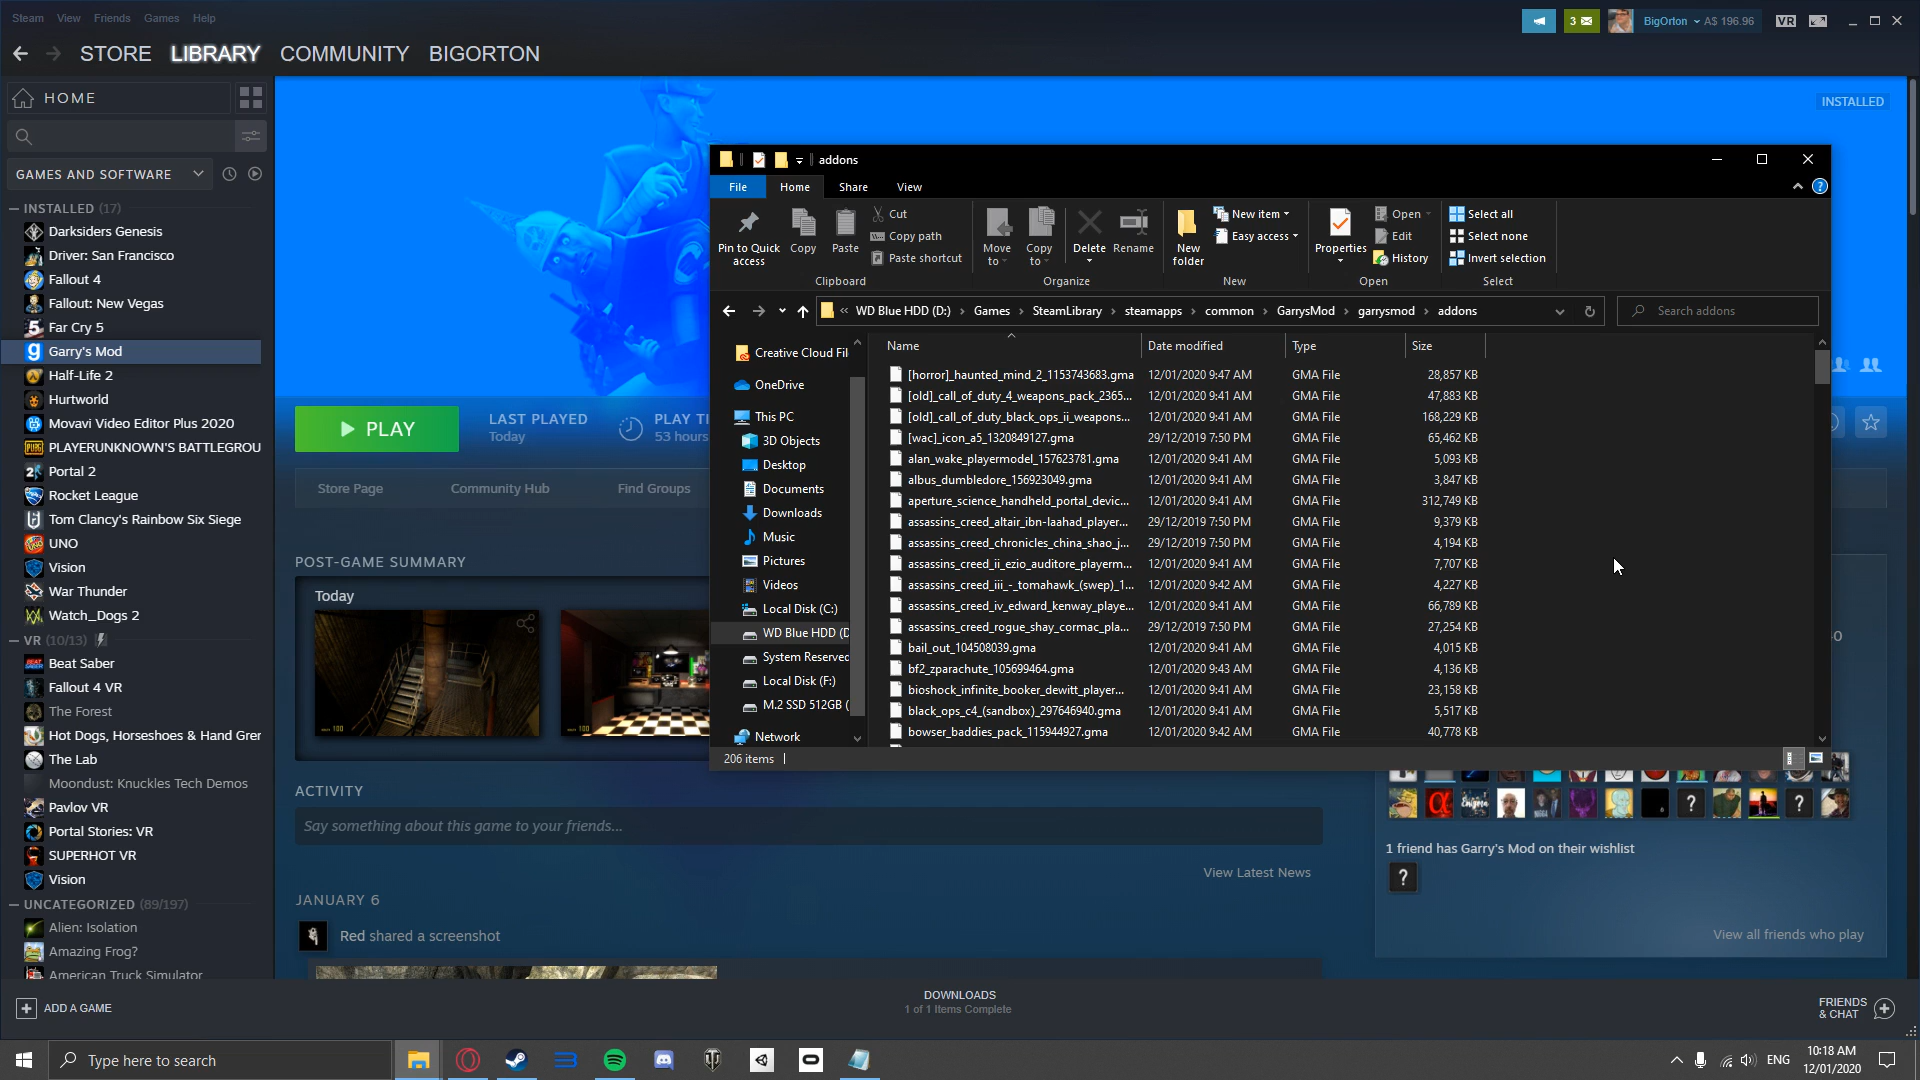 Steam View Friends Games Help
3
BigOrton
A$ 196.96
VR
STORE LIBRARY COMMUNITY BIGORTON
HOME
GAMES AND SOFTWARE
INSTALLED (17)
Darksiders Genesis
Driver: San Francisco
Fallout 4
Fallout: New Vegas
Far Cry 5
Garry's Mod
Half-Life 2
Hurtworld
Movavi Video Editor Plus 2020
PLAYERUNKNOWN'S BATTLEGROU
Portal 2
Rocket League
Tom Clancy's Rainbow Six Siege
UNO
Vision
War Thunder
Watch_Dogs 2
VR (10/13)
Beat Saber
Fallout 4 VR
The Forest
Hot Dogs, Horseshoes & Hand Grer
The Lab
Moondust: Knuckles Tech Demos
Pavlov VR
Portal Stories: VR
SUPERHOT VR
Vision
UNCATEGORIZED (89/197)
Alien: Isolation
Amazing Frog?
American Truck Simulator
INSTALLED
PLAY
LAST PLAYED
Today
PLAY TI
53 hours
Store Page
Community Hub
Find Groups
POST-GAME SUMMARY
Today
ACTIVITY
Say something about this game to your friends...
View Latest News
JANUARY 6
Red shared a screenshot
1 friend has Garry's Mod on their wishlist
?
View all friends who play
addons
File Home Share View
Pin to Quick access
Copy
Paste
Cut
Copy path
Paste shortcut
Clipboard
Move to
Copy to
Delete
Rename
Organize
New folder
New item
Easy access
New
Properties
Open
Edit
History
Open
Select all
Select none
Invert selection
Select
« WD Blue HDD (D:) › Games › SteamLibrary › steamapps › common › GarrysMod › garrysmod › addons
Search addons
Creative Cloud Fil
OneDrive
This PC
3D Objects
Desktop
Documents
Downloads
Music
Pictures
Videos
Local Disk (C:)
WD Blue HDD (D
System Reserved
Local Disk (F:)
M.2 SSD 512GB (
Network
Name Date modified Type Size
[horror]_haunted_mind_2_1153743683.gma 12/01/2020 9:47 AM GMA File 28,857 KB
[old]_call_of_duty_4_weapons_pack_2365... 12/01/2020 9:41 AM GMA File 47,883 KB
[old]_call_of_duty_black_ops_ii_weapons... 12/01/2020 9:41 AM GMA File 168,229 KB
[wac]_icon_a5_1320849127.gma 29/12/2019 7:50 PM GMA File 65,462 KB
alan_wake_playermodel_157623781.gma 12/01/2020 9:41 AM GMA File 5,093 KB
albus_dumbledore_156923049.gma 12/01/2020 9:41 AM GMA File 3,847 KB
aperture_science_handheld_portal_devic... 12/01/2020 9:41 AM GMA File 312,749 KB
assassins_creed_altair_ibn-laahad_player... 29/12/2019 7:50 PM GMA File 9,379 KB
assassins_creed_chronicles_china_shao_j... 29/12/2019 7:50 PM GMA File 4,194 KB
assassins_creed_ii_ezio_auditore_playerm... 12/01/2020 9:41 AM GMA File 7,707 KB
assassins_creed_iii_-_tomahawk_(swep)_1... 12/01/2020 9:42 AM GMA File 4,227 KB
assassins_creed_iv_edward_kenway_playe... 12/01/2020 9:41 AM GMA File 66,789 KB
assassins_creed_rogue_shay_cormac_pla... 29/12/2019 7:50 PM GMA File 27,254 KB
bail_out_104508039.gma 12/01/2020 9:41 AM GMA File 4,015 KB
bf2_zparachute_105699464.gma 12/01/2020 9:43 AM GMA File 4,136 KB
bioshock_infinite_booker_dewitt_player... 12/01/2020 9:41 AM GMA File 23,158 KB
black_ops_c4_(sandbox)_297646940.gma 12/01/2020 9:41 AM GMA File 5,517 KB
bowser_baddies_pack_115944927.gma 12/01/2020 9:42 AM GMA File 40,778 KB
206 items
ADD A GAME
DOWNLOADS
1 of 1 Items Complete
FRIENDS
& CHAT
Type here to search
ENG
10:18 AM
12/01/2020